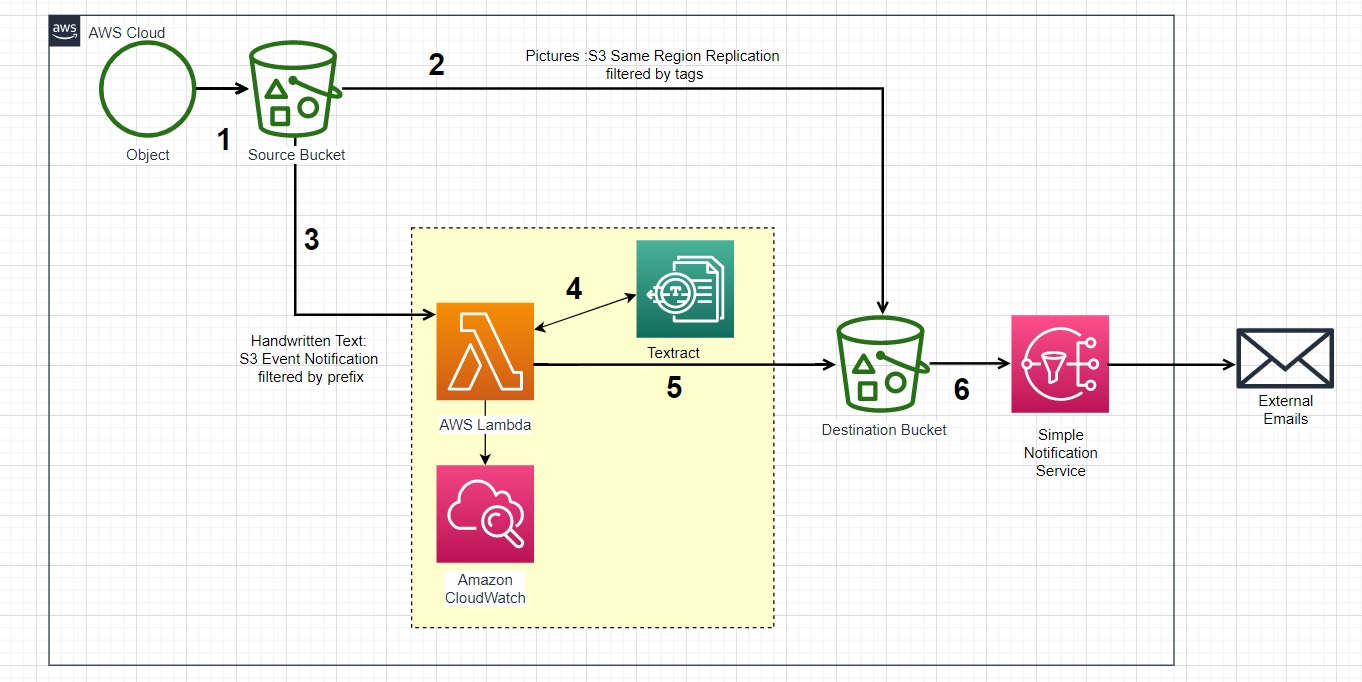 aws
AWS Cloud
2
Pictures :S3 Same Region Replication
filtered by tags
1
Object
Source Bucket
3
4
Handwritten Text:
S3 Event Notification
filtered by prefix
T
Textract
5
6
AWS Lambda
Destination Bucket
External
Emails
Simple
Notification
Service
Amazon
CloudWatch